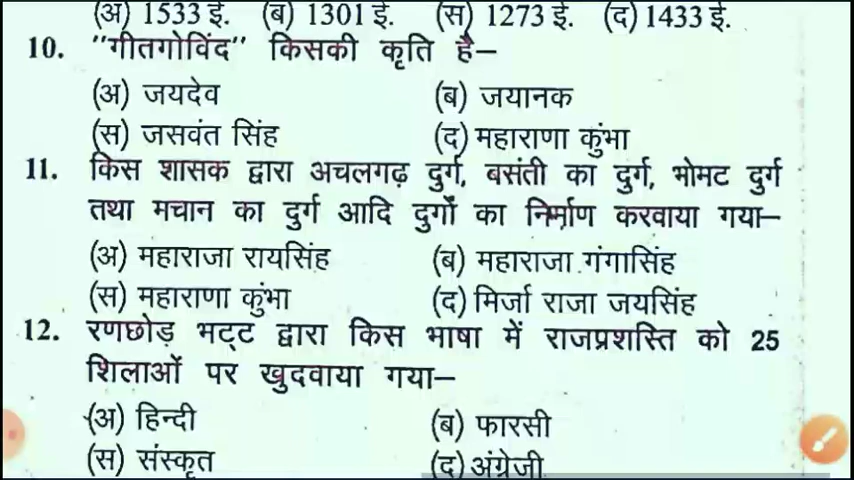 (अ) 1533 ई. (ब) 1301 ई. (स) 1273 ई. (द) 1433 ई.
10. ''गीतगोविंद'' किसकी कृति है–
(अ) जयदेव (ब) जयानक
(स) जसवंत सिंह (द) महाराणा कुंभा
11. किस शासक द्वारा अचलगढ़ दुर्ग, बसंती का दुर्ग, भोमट दुर्ग
तथा मचान का दुर्ग आदि दुर्गों का निर्माण करवाया गया–
(अ) महाराजा रायसिंह (ब) महाराजा गंगासिंह
(स) महाराणा कुंभा (द) मिर्जा राजा जयसिंह
12. रणछोड़ भट्ट द्वारा किस भाषा में राजप्रशस्ति को 25
शिलाओं पर खुदवाया गया–
(अ) हिन्दी (ब) फारसी
(स) संस्कृत (द) अंग्रेजी